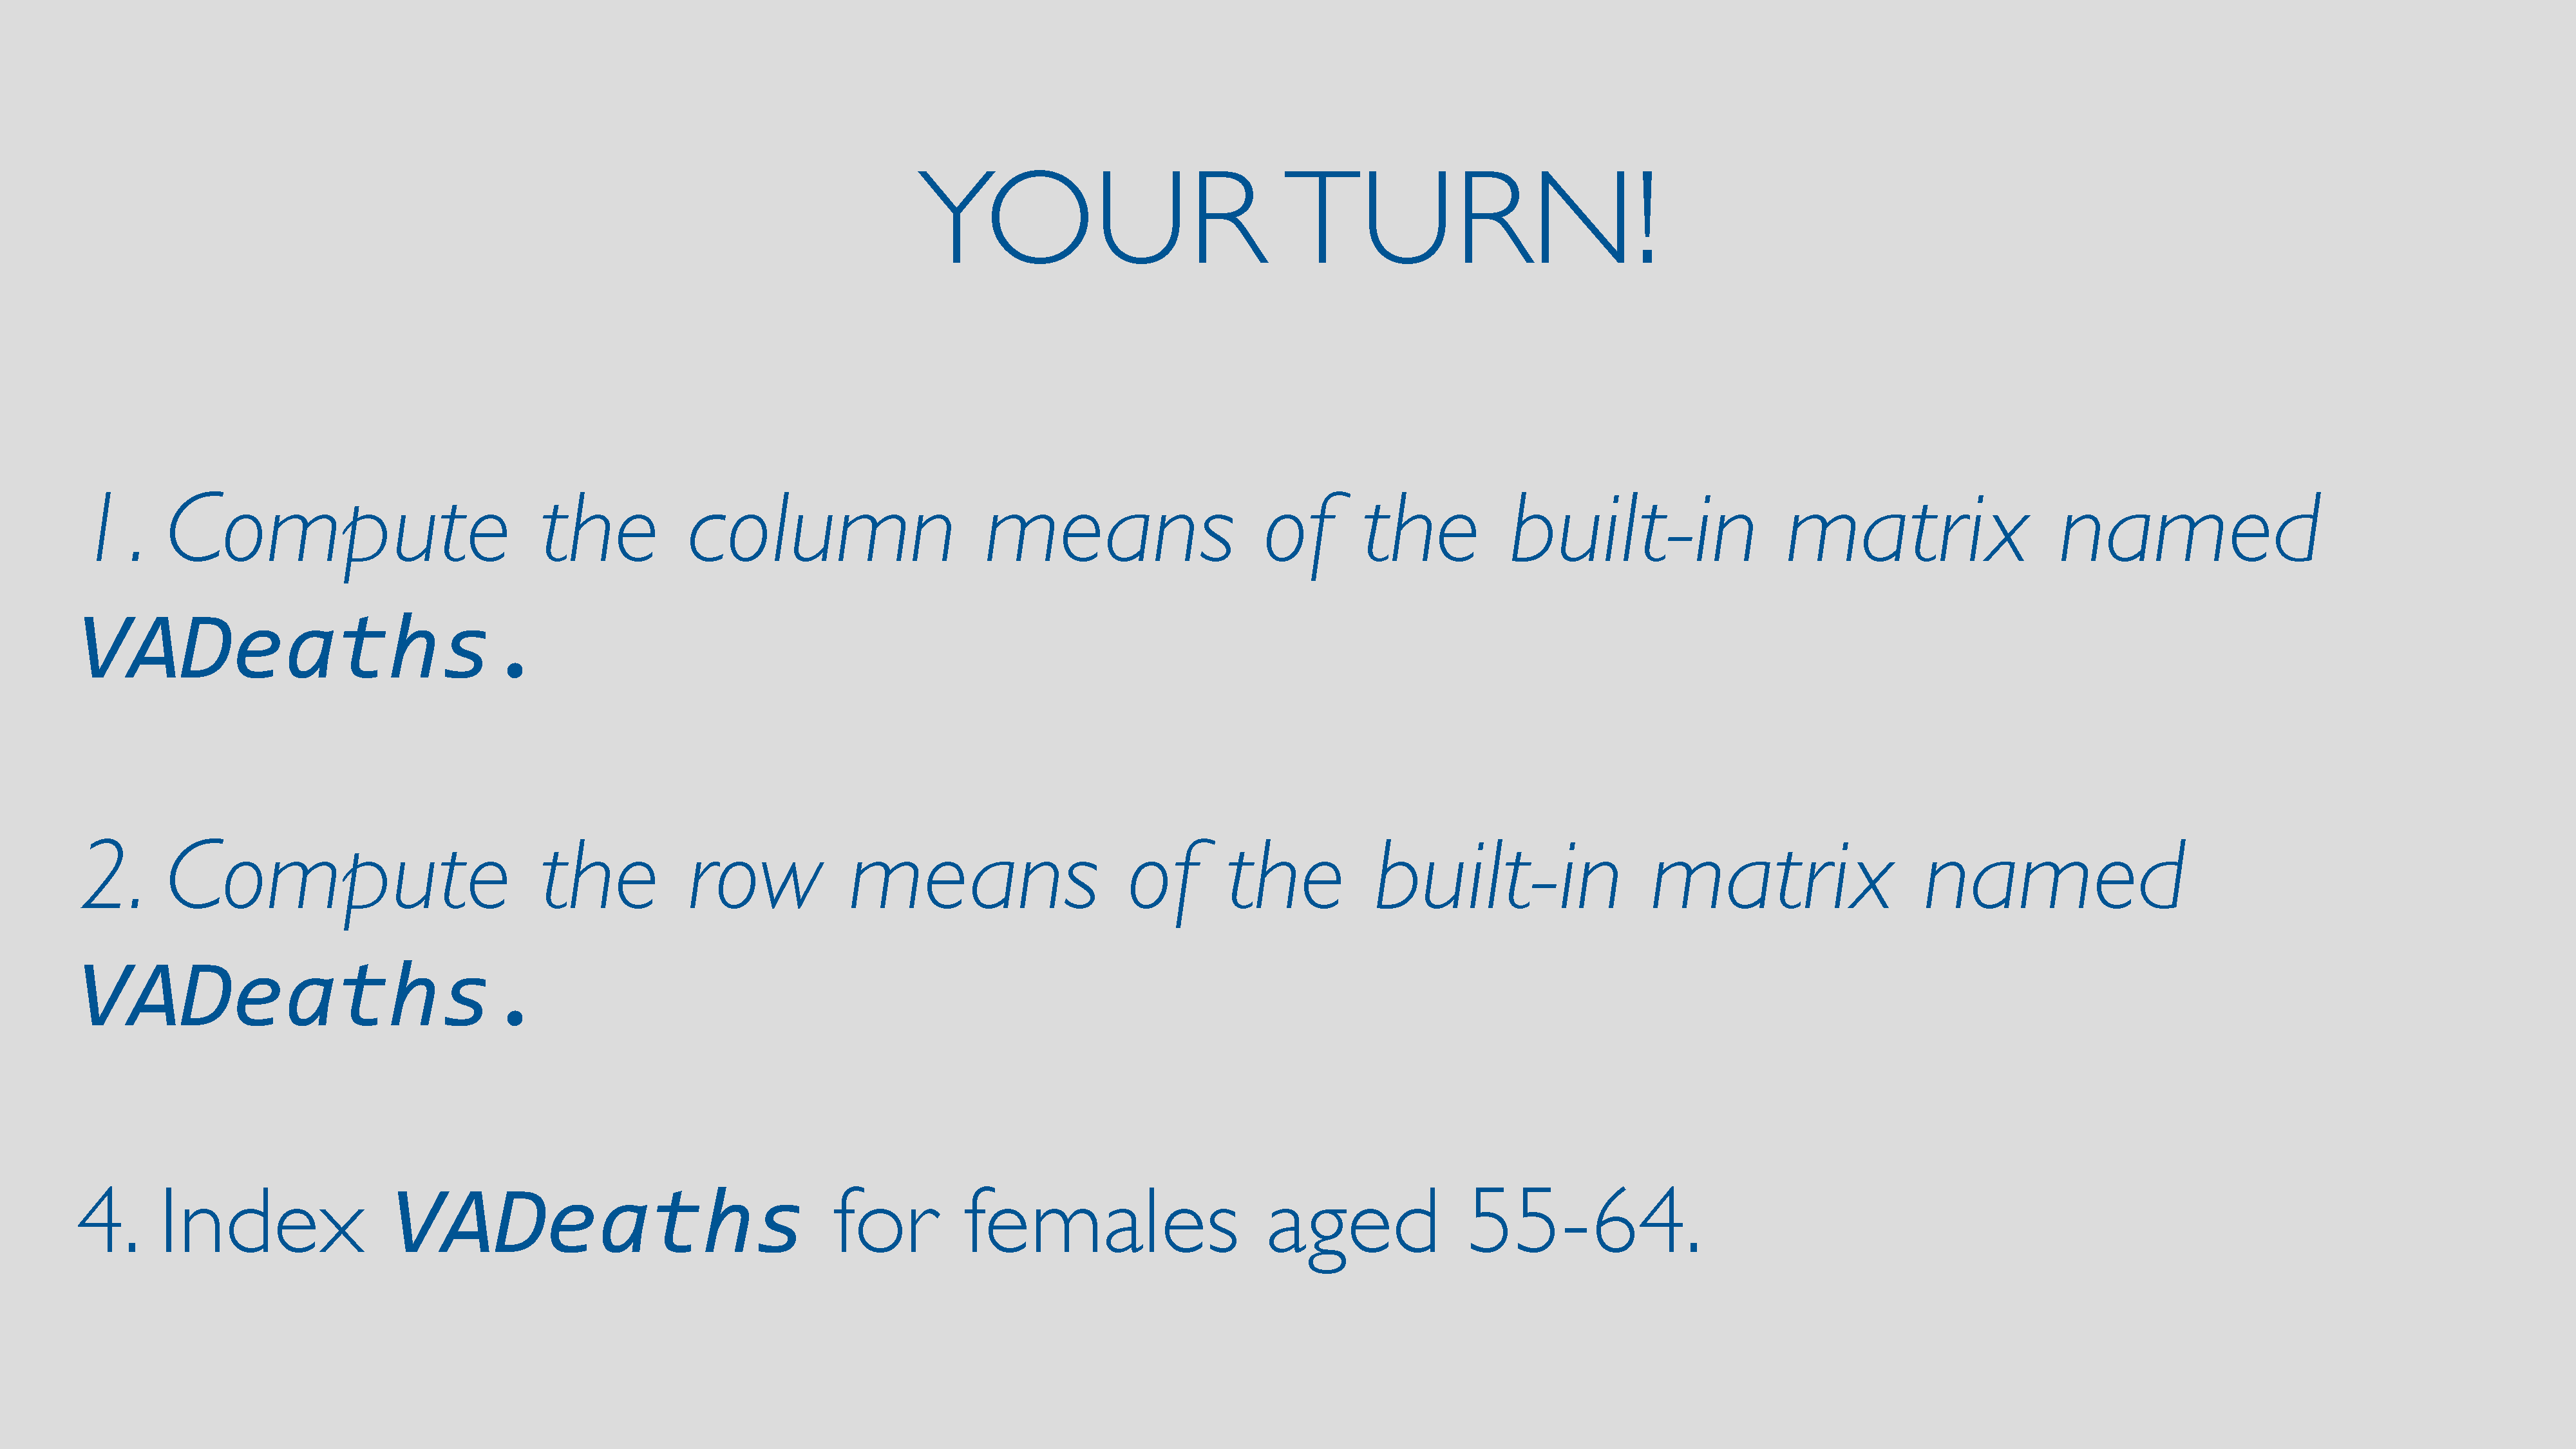 YOUR TURN!
1. Compute the column means of the built-in matrix named
VADeaths.
2. Compute the row means of the built-in matrix named
VADeaths.
4. Index VADeaths for females aged 55-64.